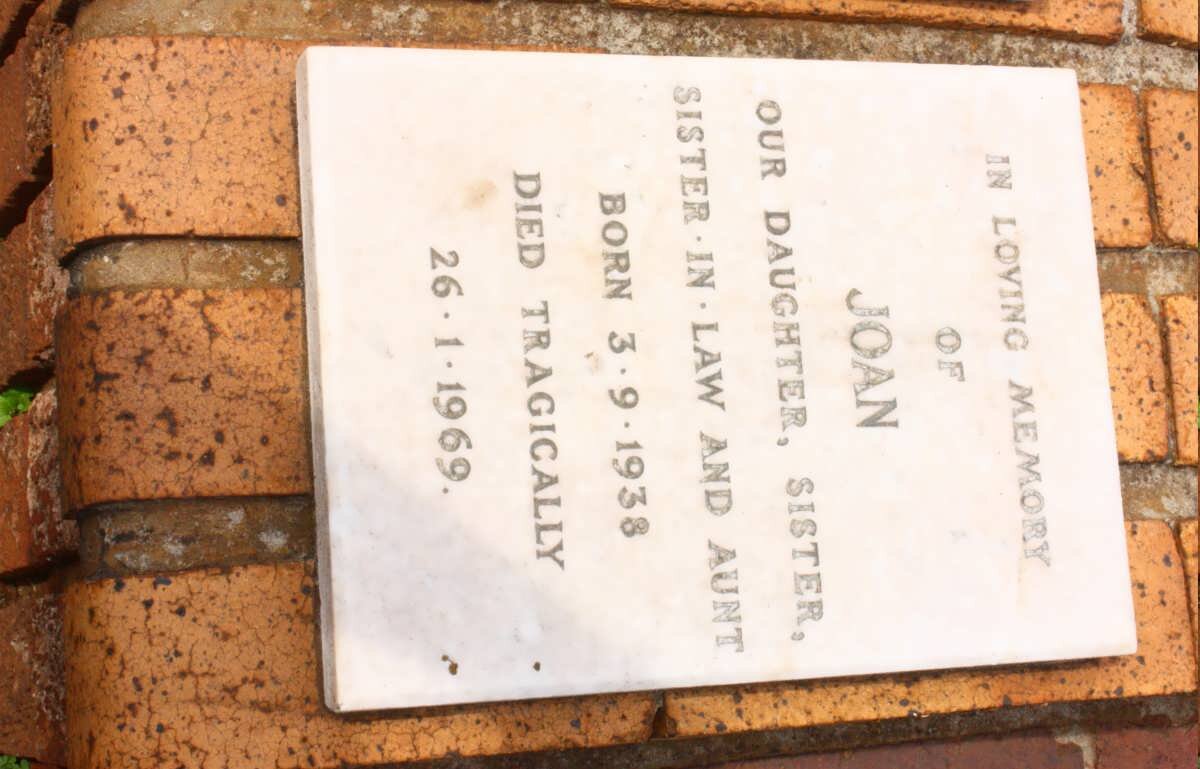 IN LOVING MEMORY
OF
JOAN
OUR DAUGHTER, SISTER,
SISTER·IN·LAW AND AUNT
BORN 3·9·1938
DIED TRAGICALLY
26·1·1969.